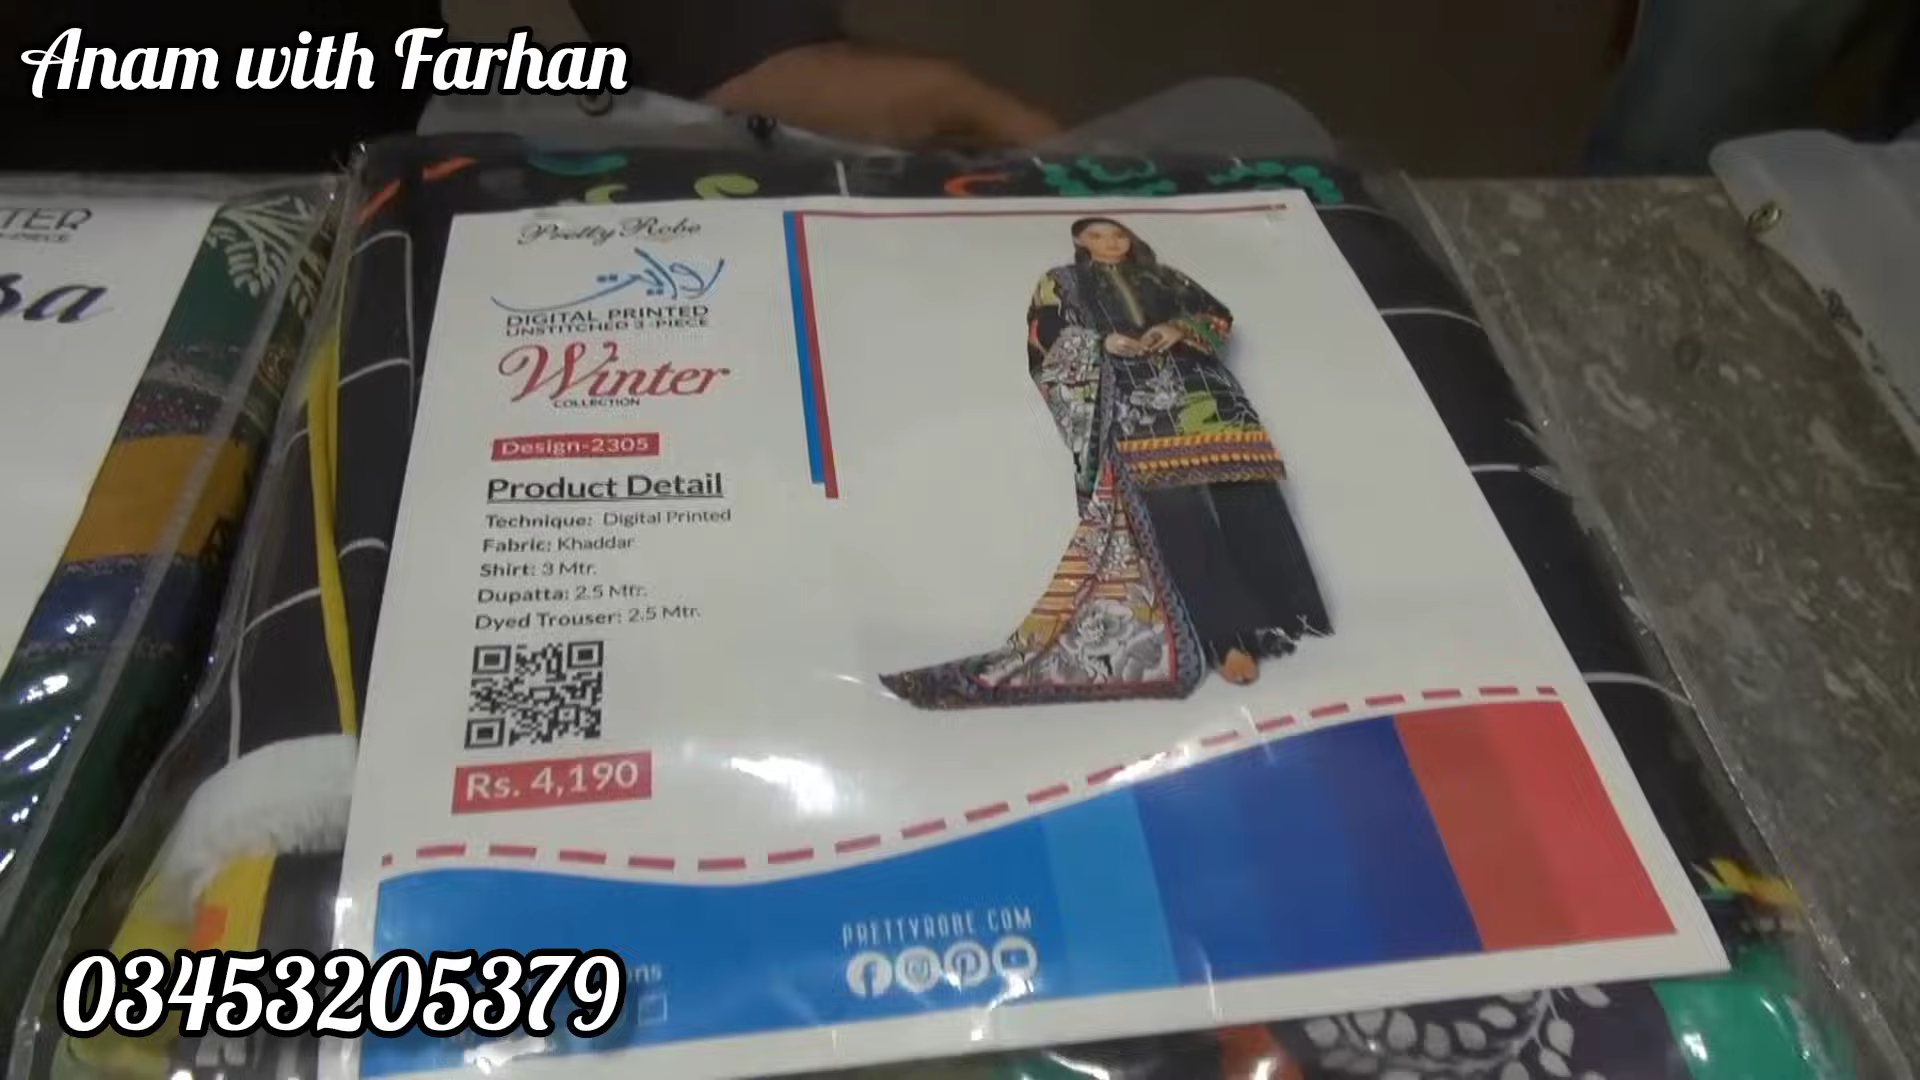 Anam with Farhan
Pretty Robe
روایت
DIGITAL PRINTED
UNSTITCHED 3-PIECE
Winter
COLLECTION
Design-2305
Product Detail
Technique: Digital Printed
Fabric: Khaddar
Shirt: 3 Mtr.
Dupatta: 2.5 Mtr.
Dyed Trouser: 2.5 Mtr.
Rs. 4,190
PRETTYROBE.COM
03453205379